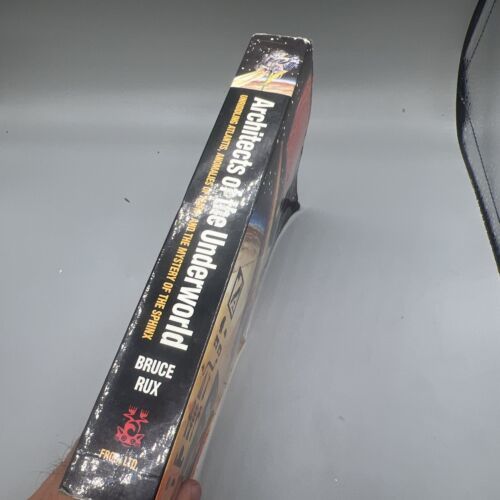 Architects of the Underworld
UNRIDDLING ATLANTIS, ANOMALIES OF MARS, AND THE MYSTERY OF THE SPHINX
BRUCE
RUX
FROG, LTD.